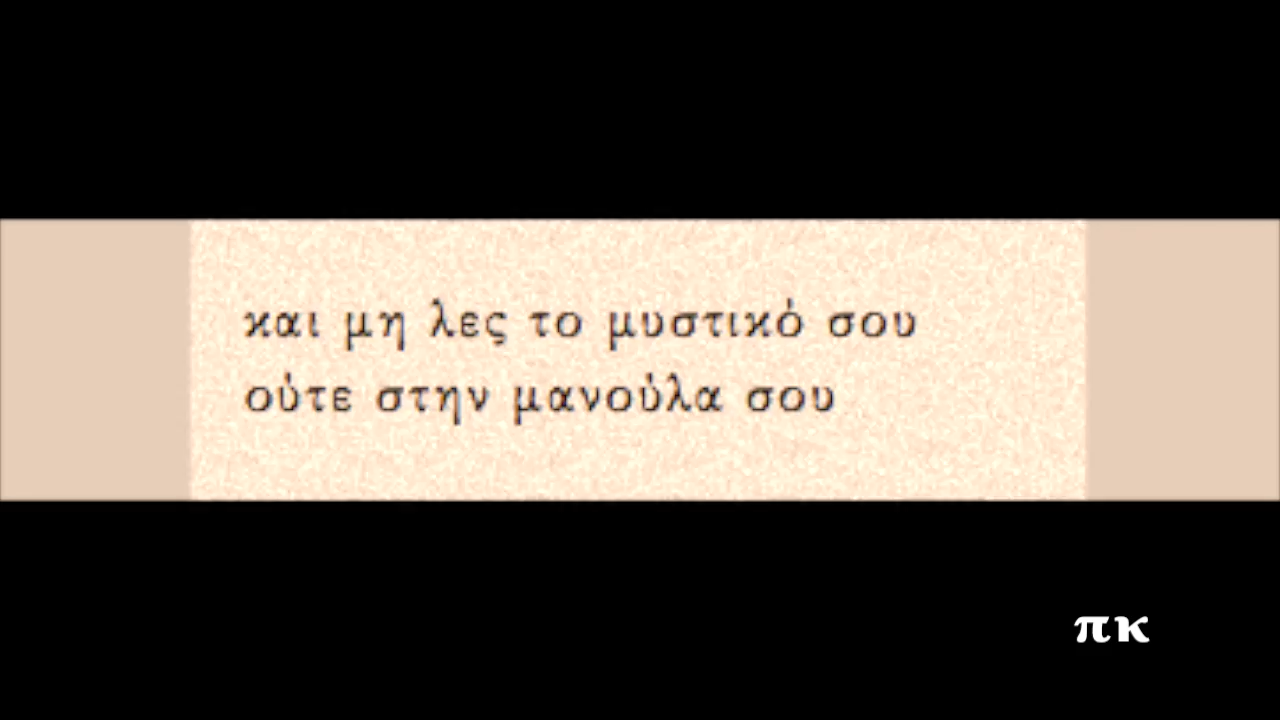 και μη λες το μυστικό σου
ούτε στην μανούλα σου
πκ